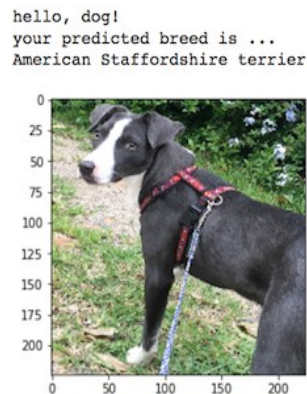 hello, dog!
your predicted breed is ...
American Staffordshire terrier
0
25
50
75
100
125
150
175
200
0 50 100 150 200